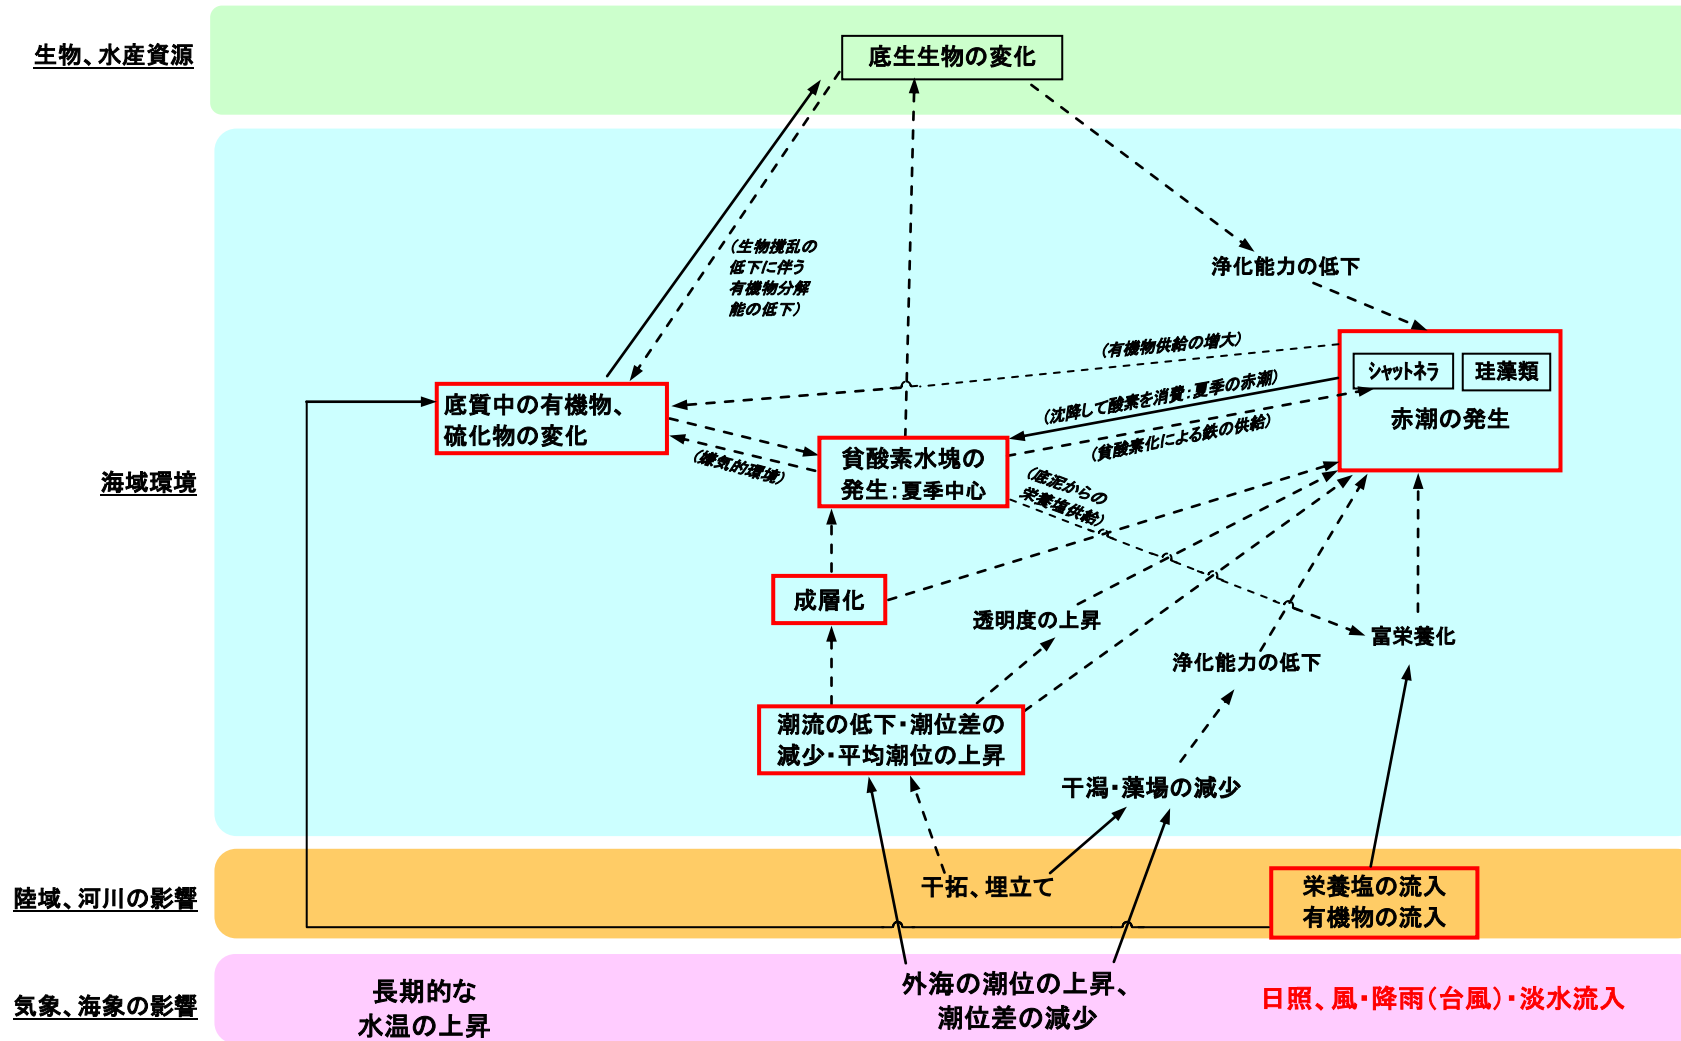 生物、水産資源
底生生物の変化
（生物撹乱の
低下に伴う
有機物分解
能の低下）
浄化能力の低下
（有機物供給の増大）
シャットネラ
珪藻類
赤潮の発生
（沈降して酸素を消費：夏季の赤潮）
（貧酸素化による鉄の供給）
底質中の有機物、
硫化物の変化
（嫌気的環境）
貧酸素水塊の
発生：夏季中心
（底泥からの
栄養塩供給）
海域環境
成層化
透明度の上昇
富栄養化
浄化能力の低下
潮流の低下・潮位差の
減少・平均潮位の上昇
干潟・藻場の減少
陸域、河川の影響
干拓、埋立て
栄養塩の流入
有機物の流入
気象、海象の影響
長期的な
水温の上昇
外海の潮位の上昇、
潮位差の減少
日照、風・降雨（台風）・淡水流入